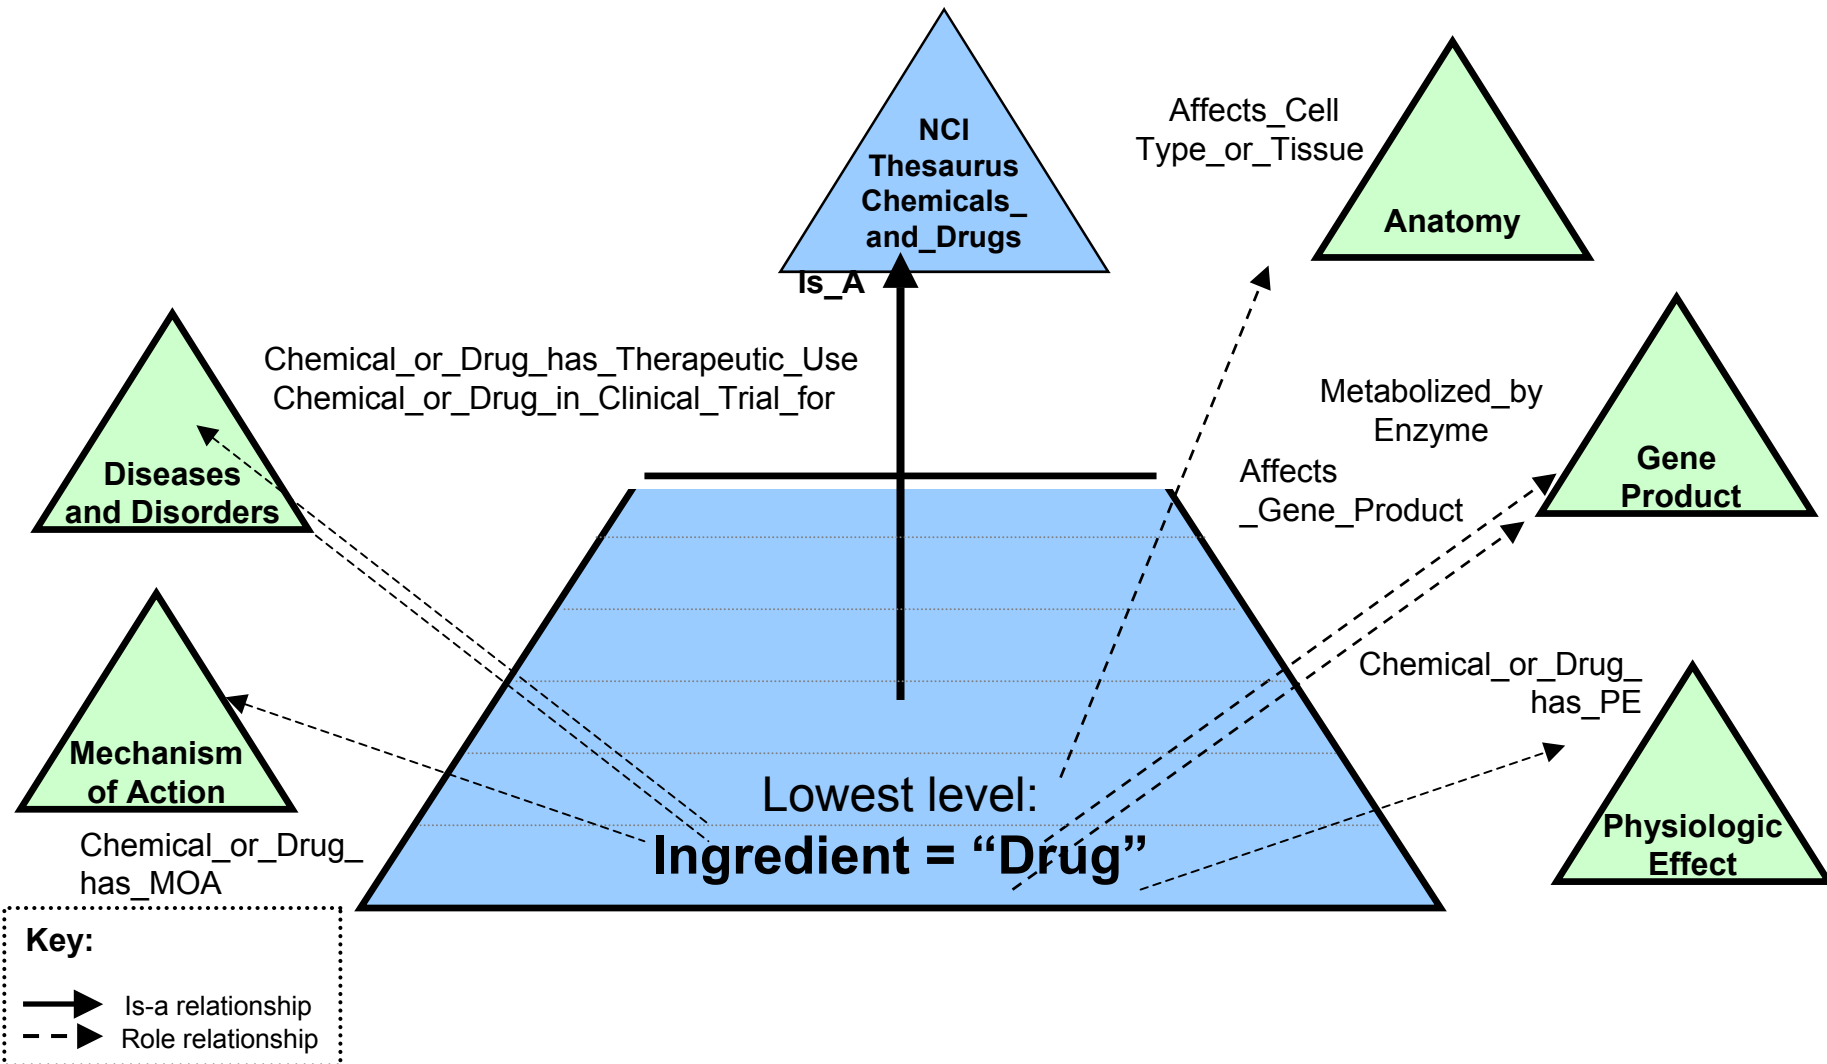 NCI
Thesaurus
Chemicals_
and_Drugs
Is_A
Affects_Cell
Type_or_Tissue
Anatomy
Chemical_or_Drug_has_Therapeutic_Use
Chemical_or_Drug_in_Clinical_Trial_for
Diseases
and Disorders
Metabolized_by
Enzyme
Affects
_Gene_Product
Gene
Product
Mechanism
of Action
Chemical_or_Drug_
has_MOA
Chemical_or_Drug_
has_PE
Physiologic
Effect
Lowest level:
Ingredient = “Drug”
Key:
Is-a relationship
Role relationship